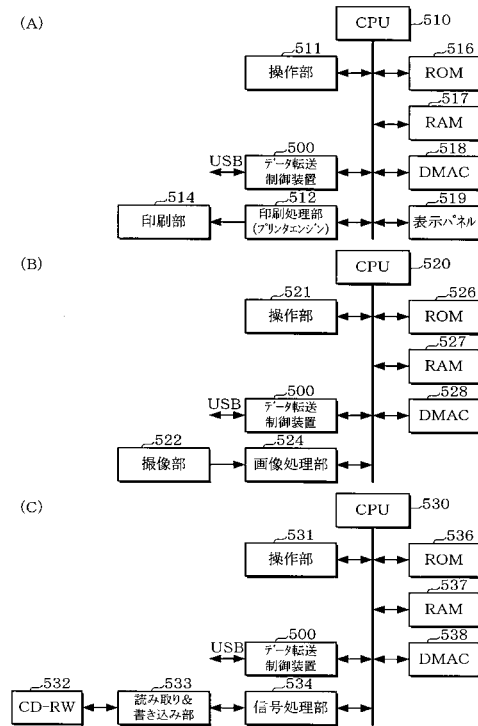 (A)
CPU
510
511
操作部
516
ROM
517
RAM
USB
500
データ転送
制御装置
518
DMAC
514
印刷部
512
印刷処理部
(プリンタエンジン)
519
表示パネル
(B)
CPU
520
521
操作部
526
ROM
527
RAM
USB
500
データ転送
制御装置
528
DMAC
522
撮像部
524
画像処理部
(C)
CPU
530
531
操作部
536
ROM
537
RAM
USB
500
データ転送
制御装置
538
DMAC
532
CD-RW
533
読み取り&
書き込み部
534
信号処理部